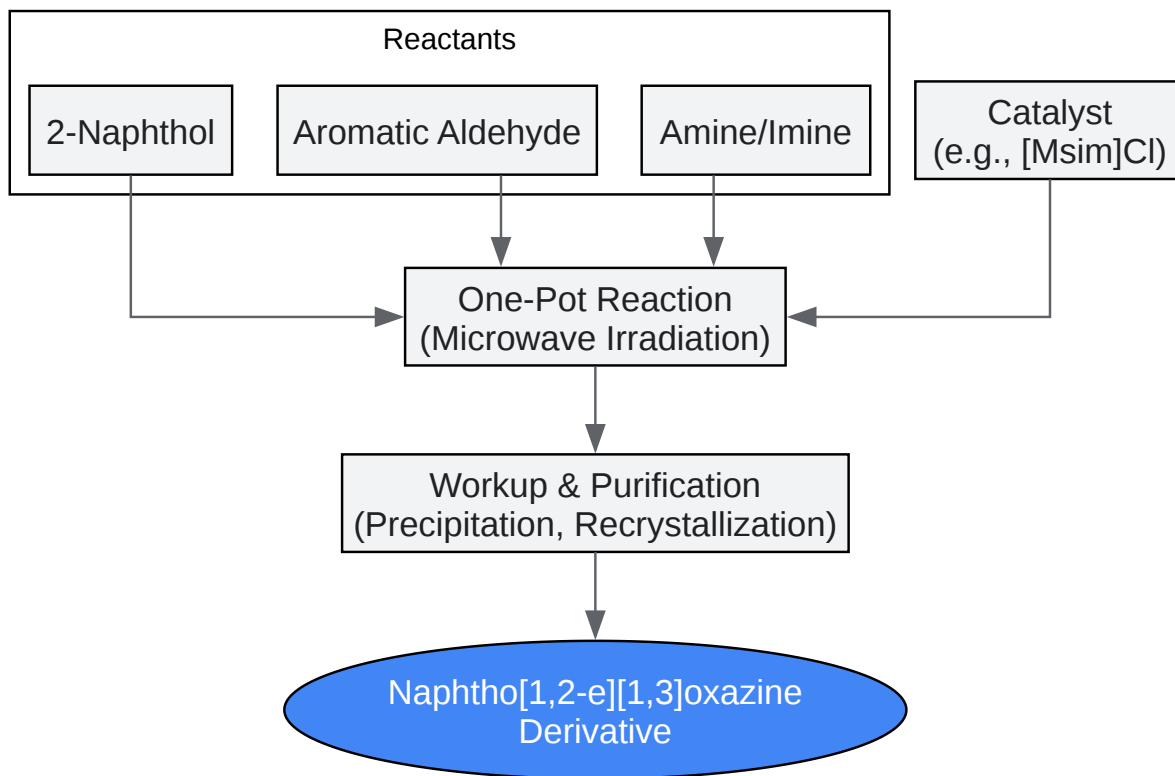 Reactants
2-Naphthol
Aromatic Aldehyde
Amine/Imine
Catalyst
(e.g., [Msim]Cl)
One-Pot Reaction
(Microwave Irradiation)
Workup & Purification
(Precipitation, Recrystallization)
Naphtho[1,2-e][1,3]oxazine
Derivative